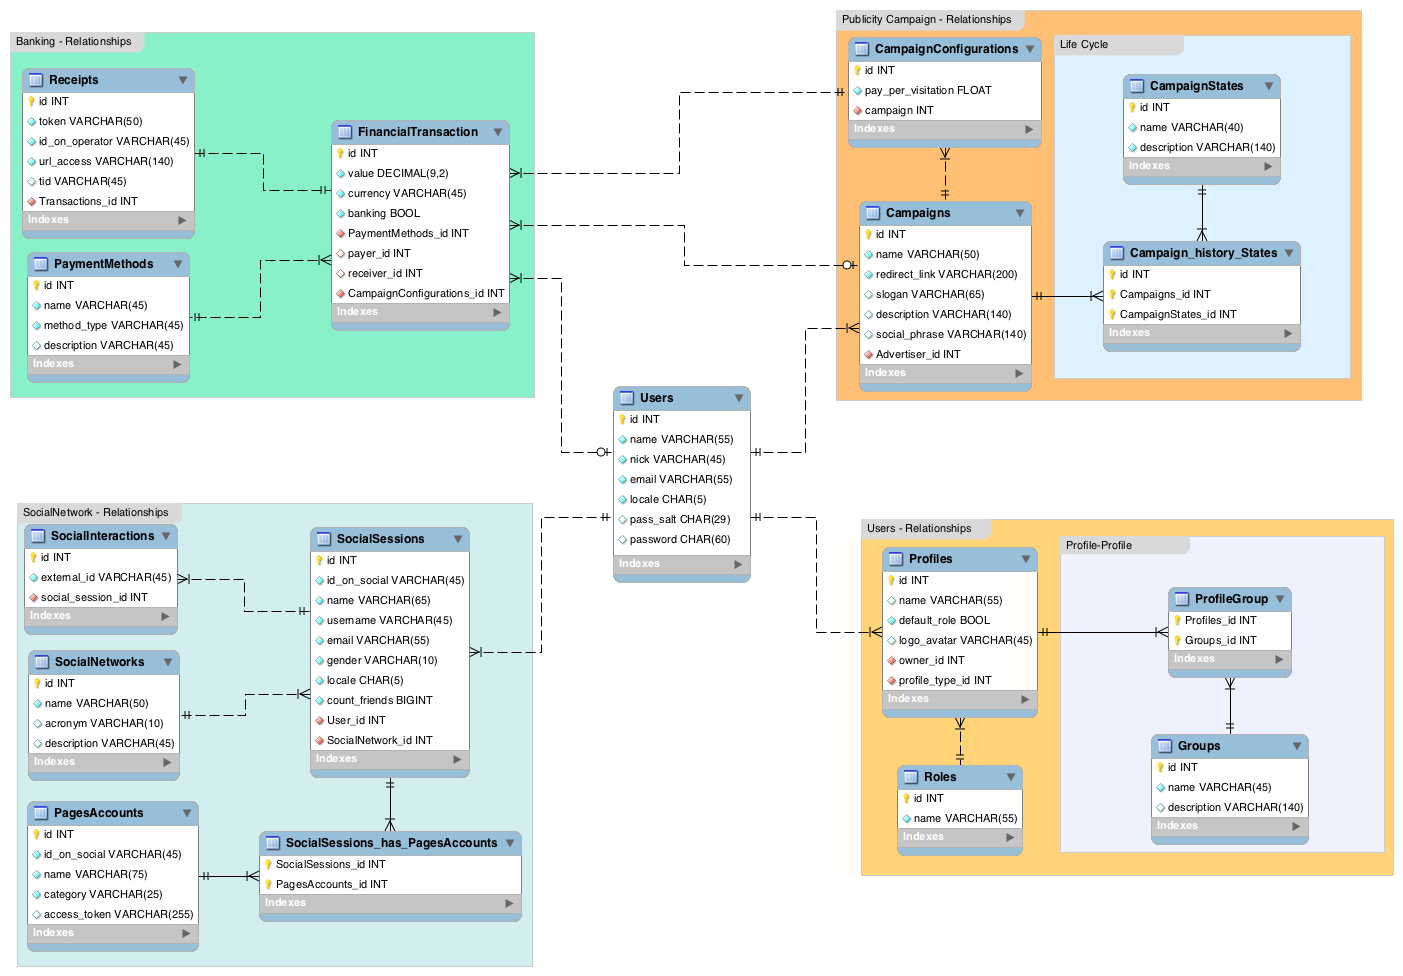 Banking - Relationships
Receipts
id INT
token VARCHAR(50)
id_on_operator VARCHAR(45)
url_access VARCHAR(140)
tid VARCHAR(45)
Transactions_id INT
Indexes
PaymentMethods
id INT
name VARCHAR(45)
method_type VARCHAR(45)
description VARCHAR(45)
Indexes
FinancialTransaction
id INT
value DECIMAL(9,2)
currency VARCHAR(45)
banking BOOL
PaymentMethods_id INT
payer_id INT
receiver_id INT
CampaignConfigurations_id INT
Indexes
Publicity Campaign - Relationships
CampaignConfigurations
id INT
pay_per_visitation FLOAT
campaign INT
Indexes
Campaigns
id INT
name VARCHAR(50)
redirect_link VARCHAR(200)
slogan VARCHAR(65)
description VARCHAR(140)
social_phrase VARCHAR(140)
Advertiser_id INT
Indexes
Life Cycle
CampaignStates
id INT
name VARCHAR(40)
description VARCHAR(140)
Indexes
Campaign_history_States
id INT
Campaigns_id INT
CampaignStates_id INT
Indexes
Users
id INT
name VARCHAR(55)
nick VARCHAR(45)
email VARCHAR(55)
locale CHAR(5)
pass_salt CHAR(29)
password CHAR(60)
Indexes
SocialNetwork - Relationships
SocialInteractions
id INT
external_id VARCHAR(45)
social_session_id INT
Indexes
SocialNetworks
id INT
name VARCHAR(50)
acronym VARCHAR(10)
description VARCHAR(45)
Indexes
PagesAccounts
id INT
id_on_social VARCHAR(45)
name VARCHAR(75)
category VARCHAR(25)
access_token VARCHAR(255)
Indexes
SocialSessions
id INT
id_on_social VARCHAR(45)
name VARCHAR(65)
username VARCHAR(45)
email VARCHAR(55)
gender VARCHAR(10)
locale CHAR(5)
count_friends BIGINT
User_id INT
SocialNetwork_id INT
Indexes
SocialSessions_has_PagesAccounts
SocialSessions_id INT
PagesAccounts_id INT
Indexes
Users - Relationships
Profiles
id INT
name VARCHAR(55)
default_role BOOL
logo_avatar VARCHAR(45)
owner_id INT
profile_type_id INT
Indexes
Roles
id INT
name VARCHAR(55)
Indexes
Profile-Profile
ProfileGroup
Profiles_id INT
Groups_id INT
Indexes
Groups
id INT
name VARCHAR(45)
description VARCHAR(140)
Indexes